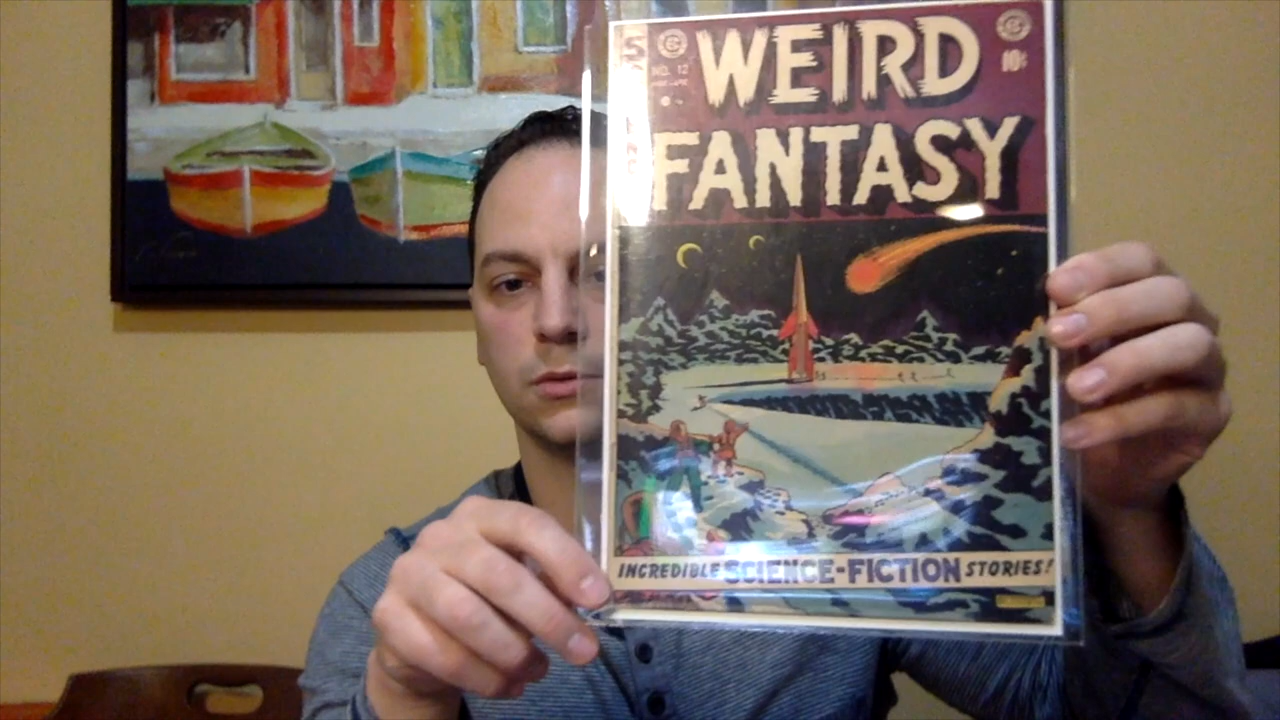 NO. 12
10¢
WEIRD
FANTASY
INCREDIBLE SCIENCE-FICTION STORIES!